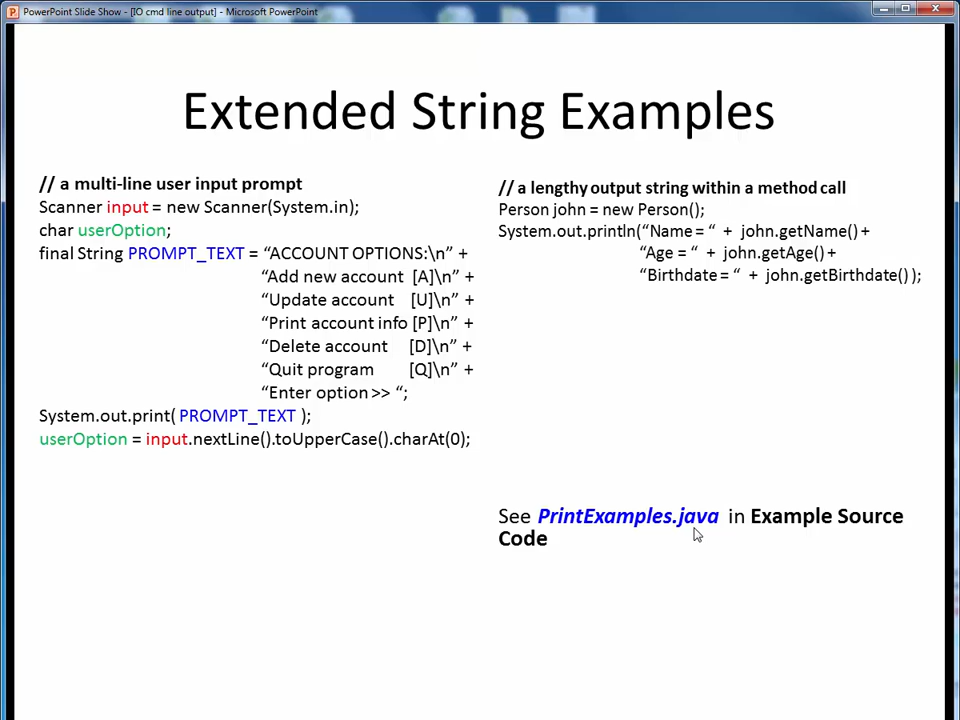 PowerPoint Slide Show - [IO cmd line output] - Microsoft PowerPoint
Extended String Examples
// a multi-line user input prompt
Scanner input = new Scanner(System.in);
char userOption;
final String PROMPT_TEXT = “ACCOUNT OPTIONS:\n” +
“Add new account [A]\n” +
“Update account [U]\n” +
“Print account info [P]\n” +
“Delete account [D]\n” +
“Quit program [Q]\n” +
“Enter option >> “;
System.out.print( PROMPT_TEXT );
userOption = input.nextLine().toUpperCase().charAt(0);
// a lengthy output string within a method call
Person john = new Person();
System.out.println(“Name = “ + john.getName() +
“Age = “ + john.getAge() +
“Birthdate = “ + john.getBirthdate() );
See PrintExamples.java in Example Source
Code